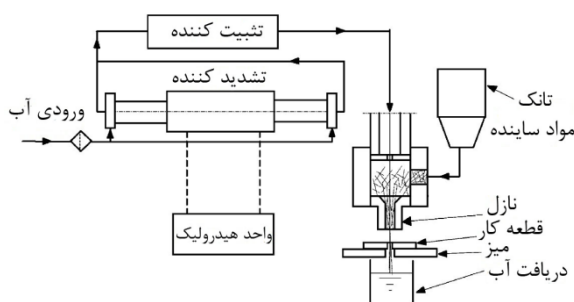 تثبیت کننده
تشدید کننده
ورودی آب
تانک
مواد ساینده
واحد هیدرولیک
نازل
قطعه کار
میز
دریافت آب